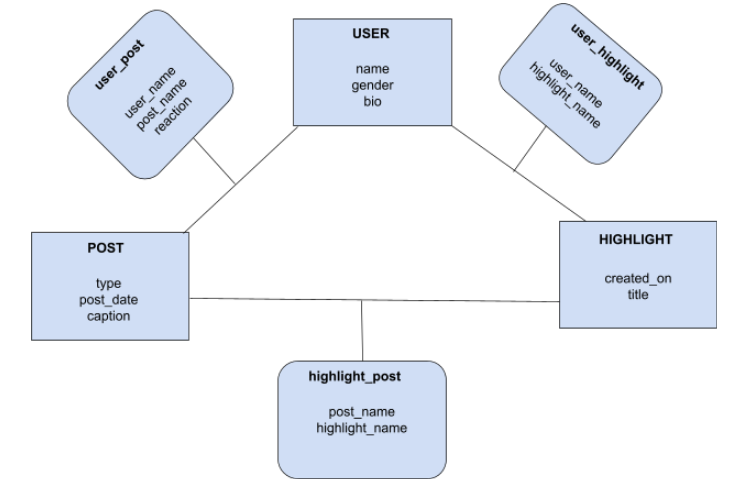 user_post
user_name
post_name
reaction
USER
name
gender
bio
user_highlight
user_name
highlight_name
POST
type
post_date
caption
HIGHLIGHT
created_on
title
highlight_post
post_name
highlight_name